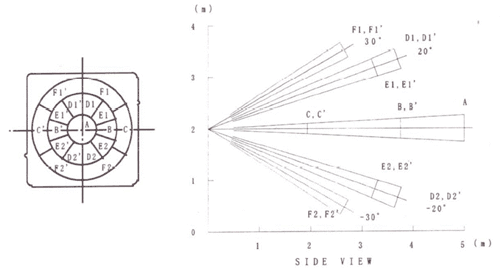 F1' F1
D1' D1
E1' A E1
C' B' B C
E2' E2
D2' D2
F2' F2
(m)
4
3
2
1
0
F1,F1'
30°
D1,D1'
20°
E1,E1'
C,C'
B,B'
A
E2,E2'
D2,D2'
-20°
F2,F2'
-30°
1 2 3 4 5 (m)
SIDE VIEW